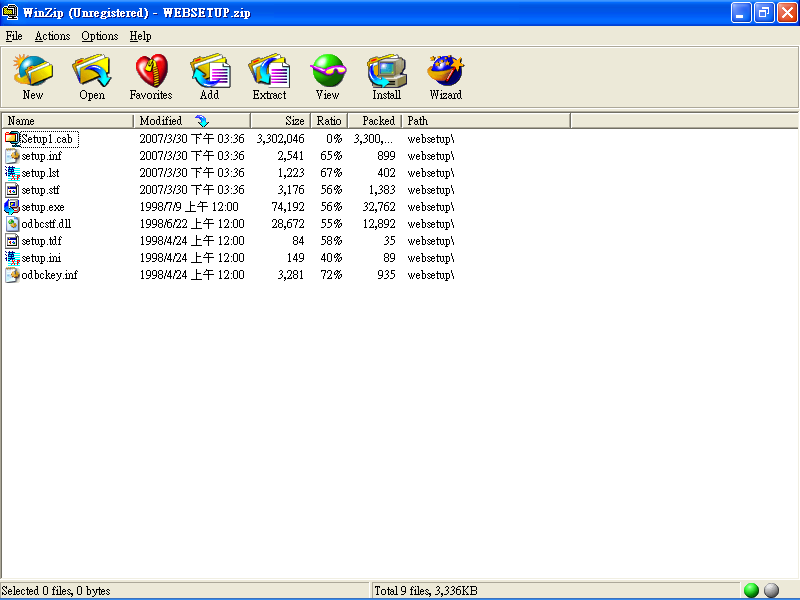 WinZip (Unregistered) - WEBSETUP.zip
File Actions Options Help
New Open Favorites Add Extract View Install Wizard
Name Modified Size Ratio Packed Path
Setup1.cab 2007/3/30 下午 03:36 3,302,046 0% 3,300,... websetup\
setup.inf 2007/3/30 下午 03:36 2,541 65% 899 websetup\
setup.lst 2007/3/30 下午 03:36 1,223 67% 402 websetup\
setup.stf 2007/3/30 下午 03:36 3,176 56% 1,383 websetup\
setup.exe 1998/7/9 上午 12:00 74,192 56% 32,762 websetup\
odbcstf.dll 1998/6/22 上午 12:00 28,672 55% 12,892 websetup\
setup.tdf 1998/4/24 上午 12:00 84 58% 35 websetup\
setup.ini 1998/4/24 上午 12:00 149 40% 89 websetup\
odbckey.inf 1998/4/24 上午 12:00 3,281 72% 935 websetup\
Selected 0 files, 0 bytes Total 9 files, 3,336KB